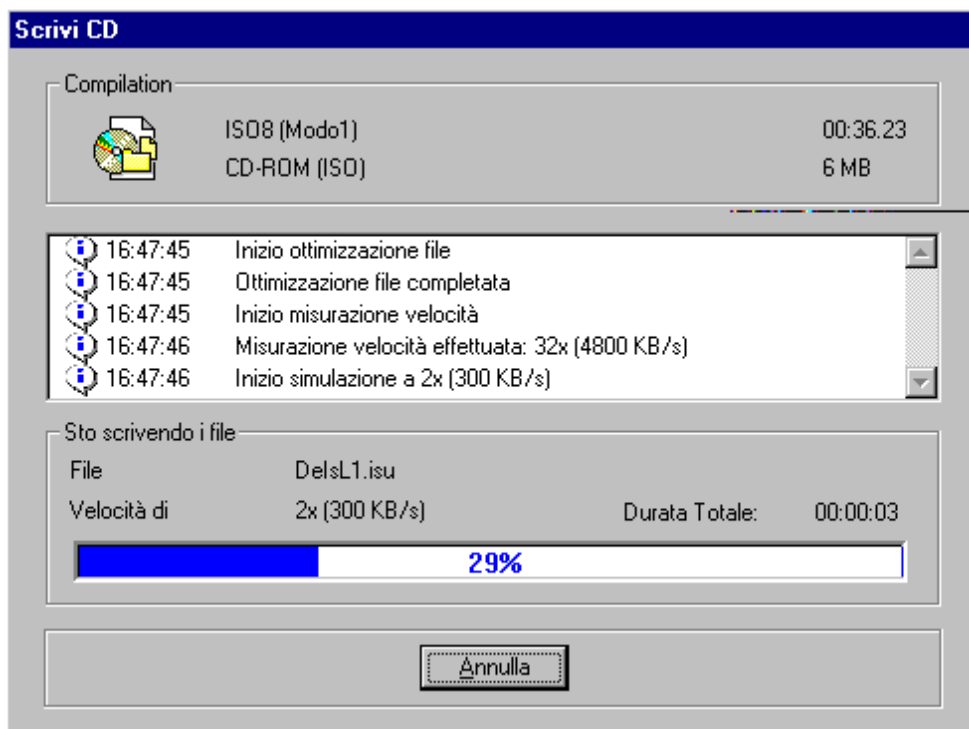 Scrivi CD
Compilation
ISO8 (Modo1) 00:36.23
CD-ROM (ISO) 6 MB
16:47:45 Inizio ottimizzazione file
16:47:45 Ottimizzazione file completata
16:47:45 Inizio misurazione velocità
16:47:46 Misurazione velocità effettuata: 32x (4800 KB/s)
16:47:46 Inizio simulazione a 2x (300 KB/s)
Sto scrivendo i file
File DelsL1.isu
Velocità di 2x (300 KB/s) Durata Totale: 00:00:03
29%
Annulla